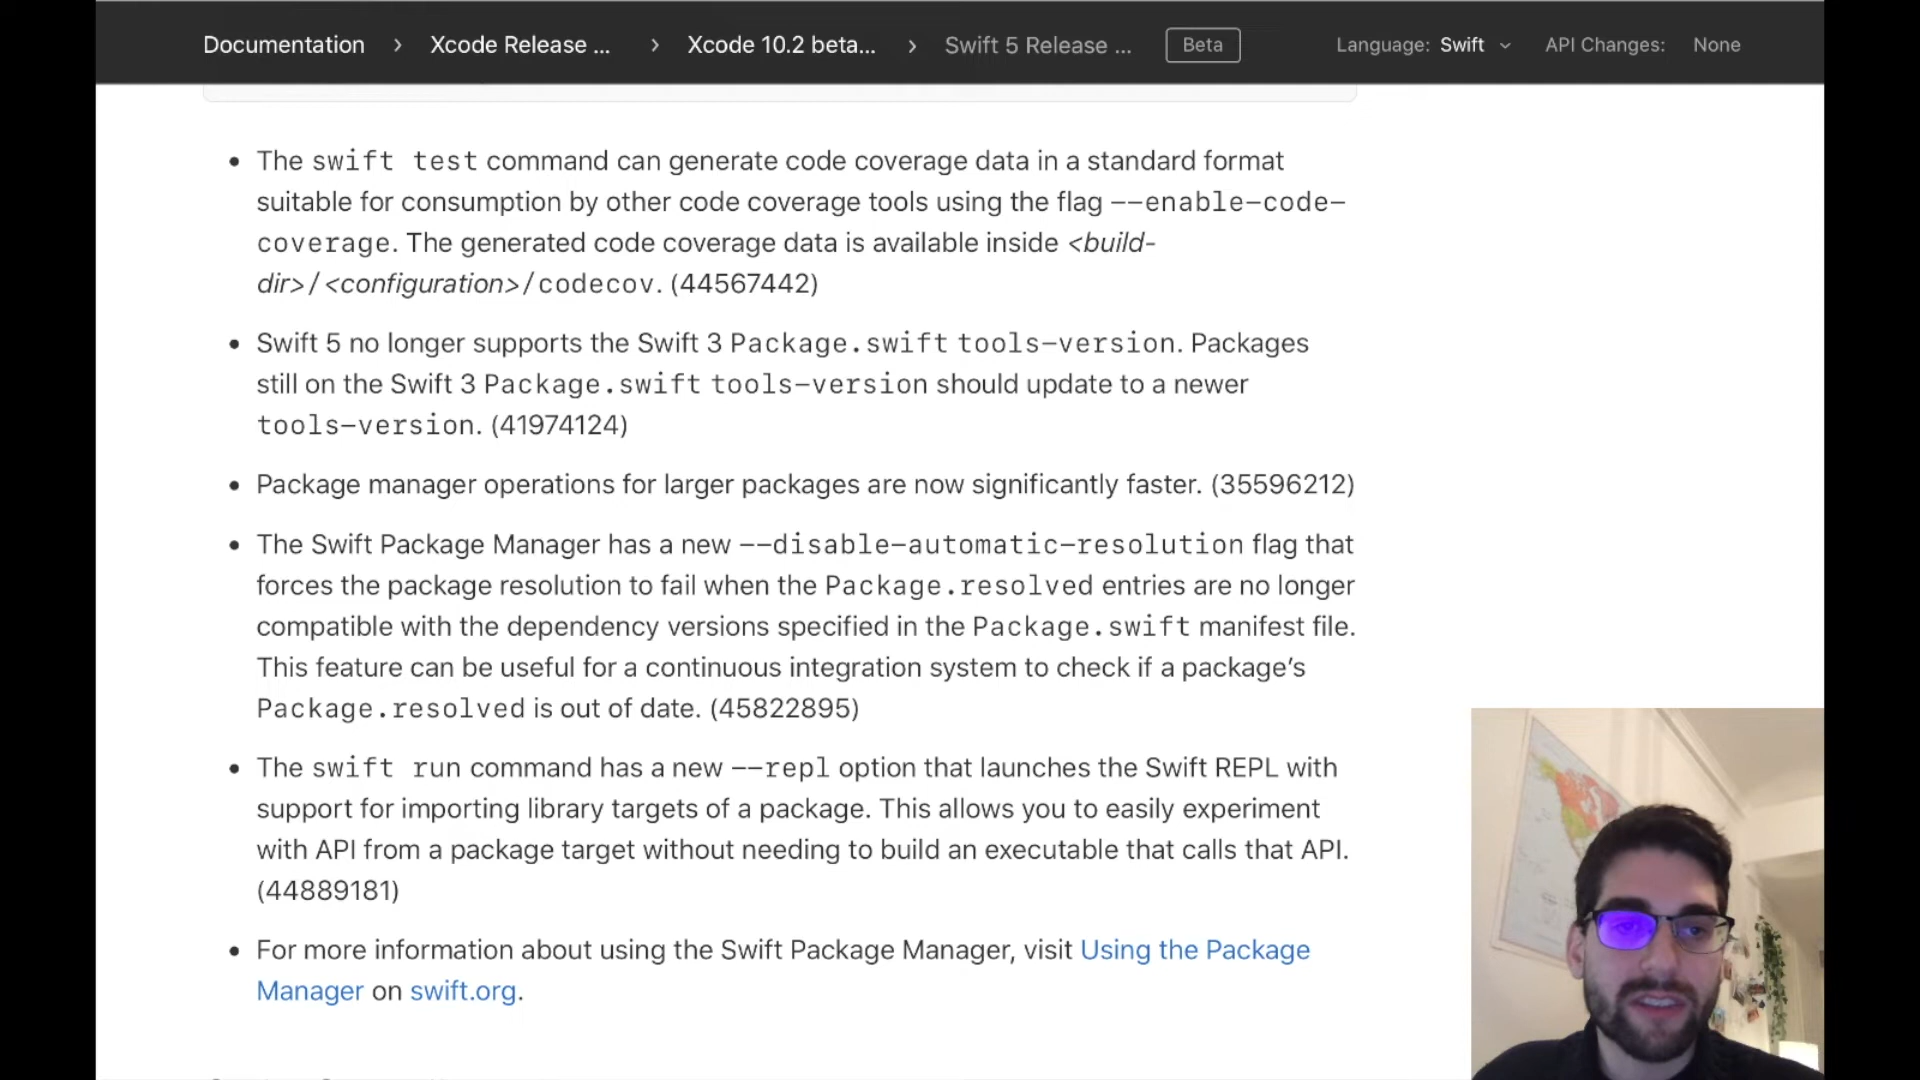 Documentation › Xcode Release ... › Xcode 10.2 beta... › Swift 5 Release ... Beta Language: Swift API Changes: None
• The swift test command can generate code coverage data in a standard format
suitable for consumption by other code coverage tools using the flag --enable-code-
coverage. The generated code coverage data is available inside <build-
dir>/<configuration>/codecov. (44567442)
• Swift 5 no longer supports the Swift 3 Package.swift tools-version. Packages
still on the Swift 3 Package.swift tools-version should update to a newer
tools-version. (41974124)
• Package manager operations for larger packages are now significantly faster. (35596212)
• The Swift Package Manager has a new --disable-automatic-resolution flag that
forces the package resolution to fail when the Package.resolved entries are no longer
compatible with the dependency versions specified in the Package.swift manifest file.
This feature can be useful for a continuous integration system to check if a package’s
Package.resolved is out of date. (45822895)
• The swift run command has a new --repl option that launches the Swift REPL with
support for importing library targets of a package. This allows you to easily experiment
with API from a package target without needing to build an executable that calls that API.
(44889181)
• For more information about using the Swift Package Manager, visit Using the Package
Manager on swift.org.